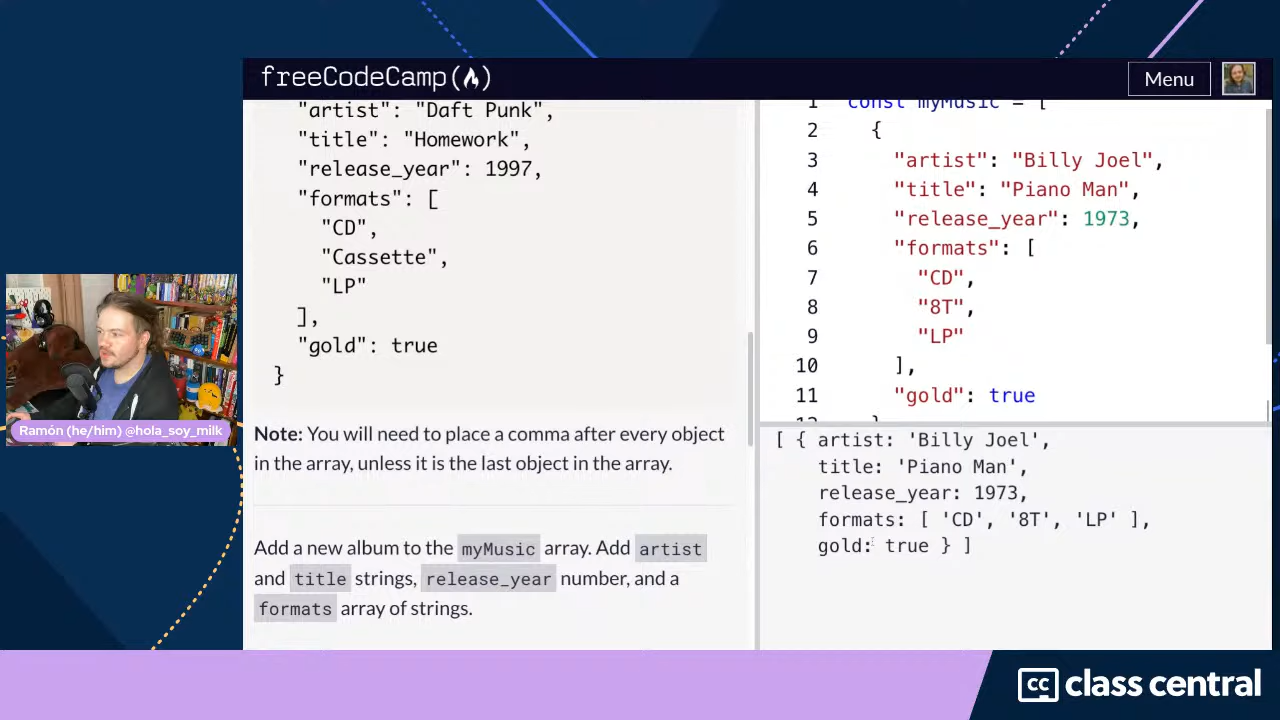 freeCodeCamp(🔥)
Menu
"artist": "Daft Punk",
"title": "Homework",
"release_year": 1997,
"formats": [
"CD",
"Cassette",
"LP"
],
"gold": true
}
Note: You will need to place a comma after every object
in the array, unless it is the last object in the array.
Add a new album to the myMusic array. Add artist
and title strings, release_year number, and a
formats array of strings.
1 const myMusic = [
2 {
3 "artist": "Billy Joel",
4 "title": "Piano Man",
5 "release_year": 1973,
6 "formats": [
7 "CD",
8 "8T",
9 "LP"
10 ],
11 "gold": true
12 }
[ { artist: 'Billy Joel',
title: 'Piano Man',
release_year: 1973,
formats: [ 'CD', '8T', 'LP' ],
gold: true } ]
Ramón (he/him) @hola_soy_milk
cc class central